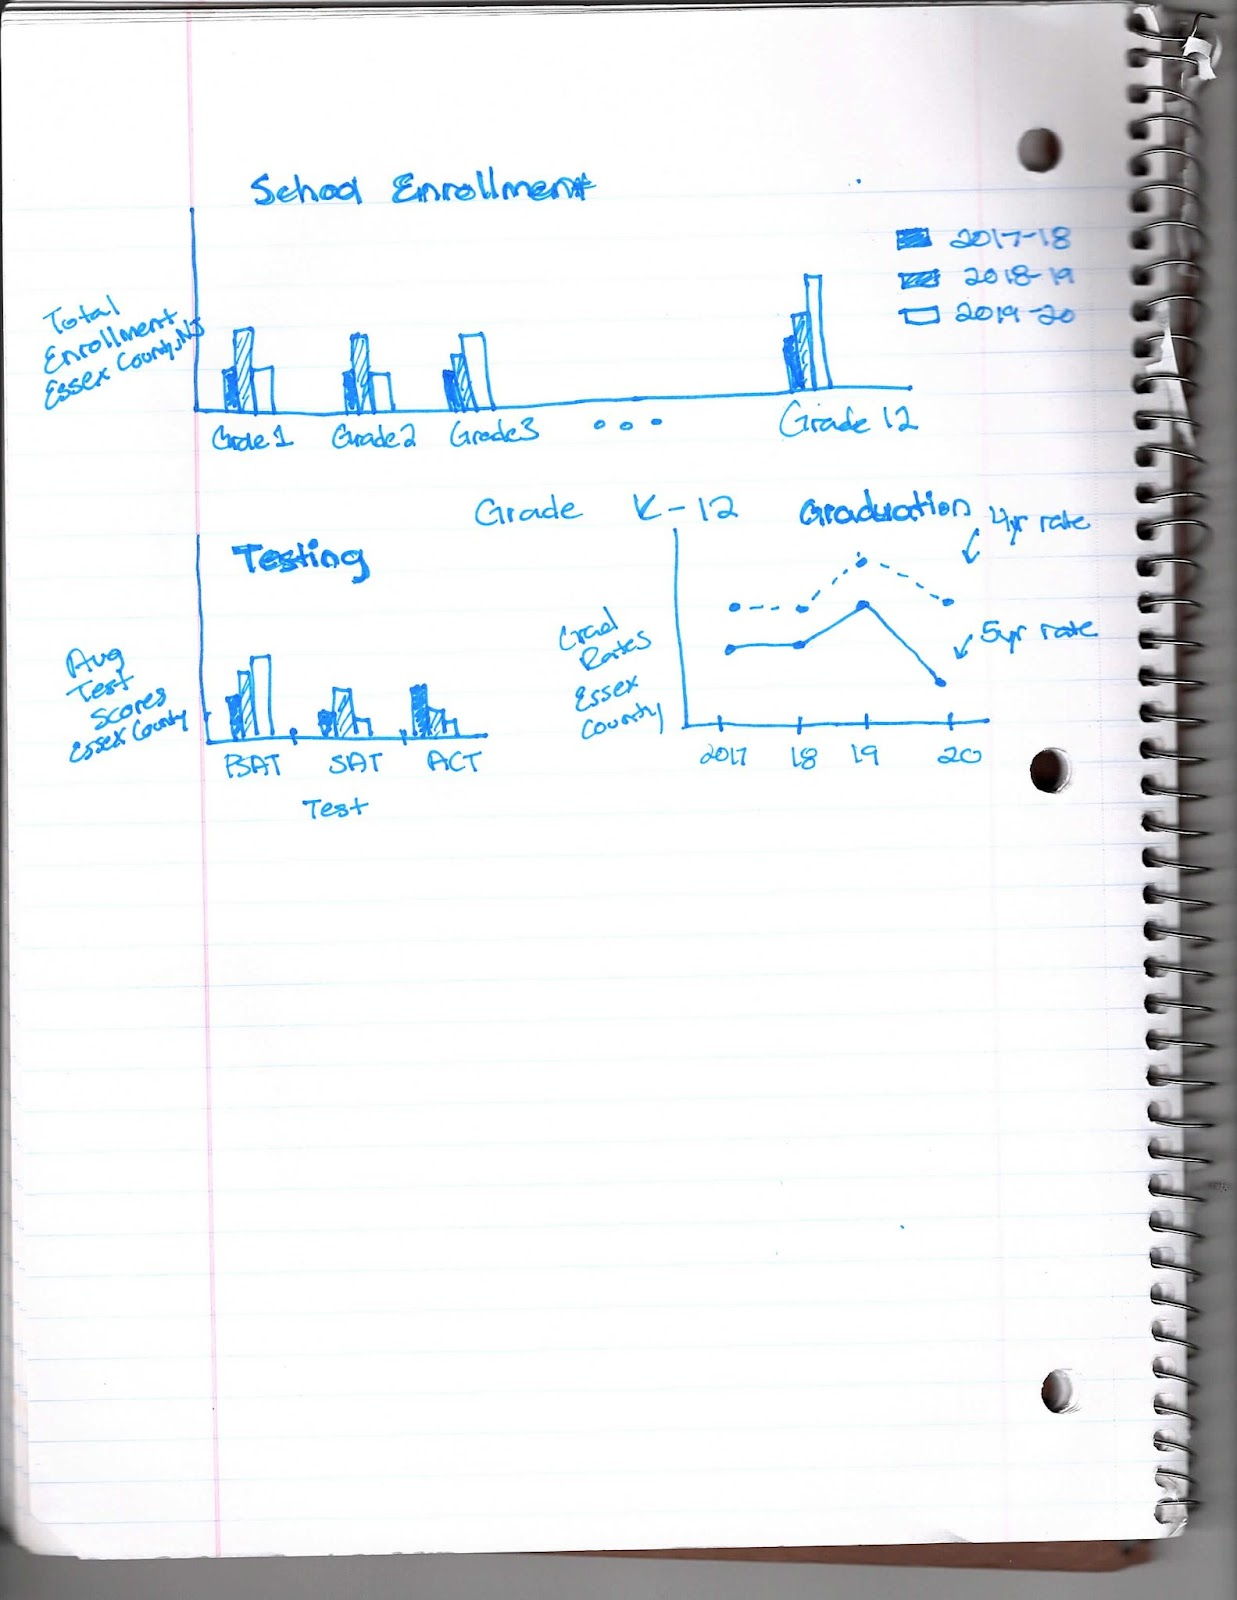 School Enrollment
2017-18
2018-19
2019-20
Total
Enrollment
Essex County, NJ
Grade 1 Grade 2 Grade 3 ... Grade 12
Grade K-12
Testing
Avg
Test
Scores
Essex County
PSAT SAT ACT
Test
Graduation
4yr rate
5yr rate
Grad
Rates
Essex
County
2017 18 19 20